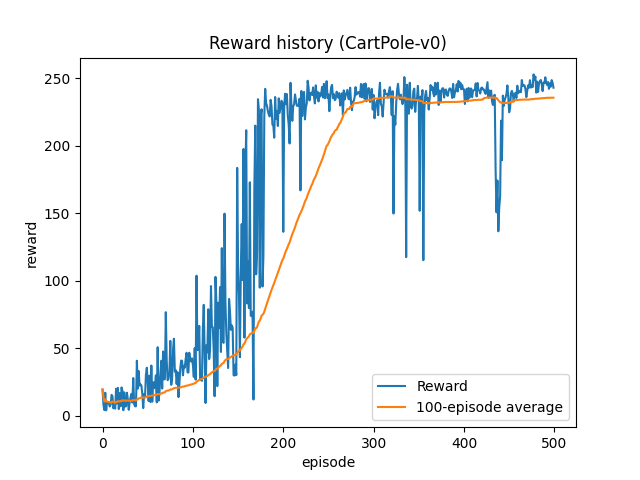 Reward history (CartPole-v0)
250
200
150
100
50
0
reward
Reward
100-episode average
0 100 200 300 400 500
episode